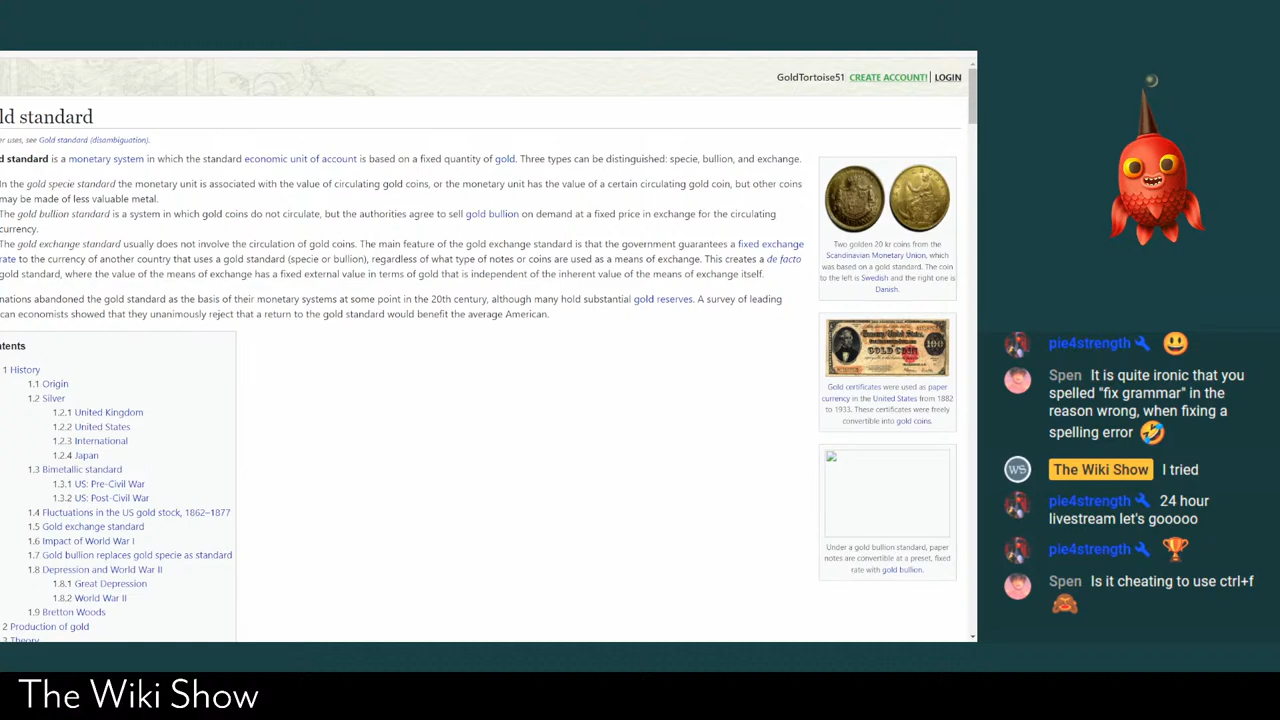 GoldTortoise51 CREATE ACCOUNT! LOGIN
ld standard
er uses, see Gold standard (disambiguation).
d standard is a monetary system in which the standard economic unit of account is based on a fixed quantity of gold. Three types can be distinguished: specie, bullion, and exchange.
In the gold specie standard the monetary unit is associated with the value of circulating gold coins, or the monetary unit has the value of a certain circulating gold coin, but other coins
may be made of less valuable metal.
The gold bullion standard is a system in which gold coins do not circulate, but the authorities agree to sell gold bullion on demand at a fixed price in exchange for the circulating
currency.
The gold exchange standard usually does not involve the circulation of gold coins. The main feature of the gold exchange standard is that the government guarantees a fixed exchange
rate to the currency of another country that uses a gold standard (specie or bullion), regardless of what type of notes or coins are used as a means of exchange. This creates a de facto
gold standard, where the value of the means of exchange has a fixed external value in terms of gold that is independent of the inherent value of the means of exchange itself.
nations abandoned the gold standard as the basis of their monetary systems at some point in the 20th century, although many hold substantial gold reserves. A survey of leading
can economists showed that they unanimously reject that a return to the gold standard would benefit the average American.
ntents
1 History
1.1 Origin
1.2 Silver
1.2.1 United Kingdom
1.2.2 United States
1.2.3 International
1.2.4 Japan
1.3 Bimetallic standard
1.3.1 US: Pre-Civil War
1.3.2 US: Post-Civil War
1.4 Fluctuations in the US gold stock, 1862–1877
1.5 Gold exchange standard
1.6 Impact of World War I
1.7 Gold bullion replaces gold specie as standard
1.8 Depression and World War II
1.8.1 Great Depression
1.8.2 World War II
1.9 Bretton Woods
2 Production of gold
3 Theory
Two golden 20 kr coins from the
Scandinavian Monetary Union, which
was based on a gold standard. The coin
to the left is Swedish and the right one is
Danish.
GOLD COIN
100
Gold certificates were used as paper
currency in the United States from 1882
to 1933. These certificates were freely
convertible into gold coins.
Under a gold bullion standard, paper
notes are convertible at a preset, fixed
rate with gold bullion.
pie4strength 😃
Spen It is quite ironic that you
spelled "fix grammar" in the
reason wrong, when fixing a
spelling error 🤣
WS The Wiki Show I tried
pie4strength 24 hour
livestream let's gooooo
pie4strength 🏆
Spen Is it cheating to use ctrl+f
🙈
The Wiki Show